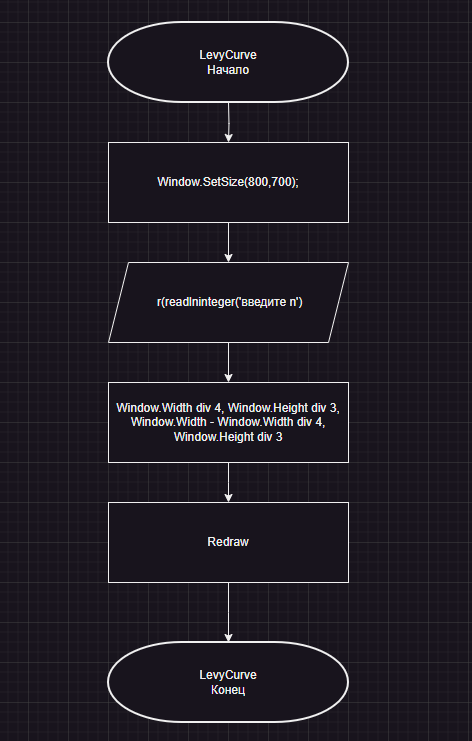 LevyCurve
Начало
Window.SetSize(800,700);
r(readlninteger('введите n')
Window.Width div 4, Window.Height div 3,
Window.Width - Window.Width div 4,
Window.Height div 3
Redraw
LevyCurve
Конец